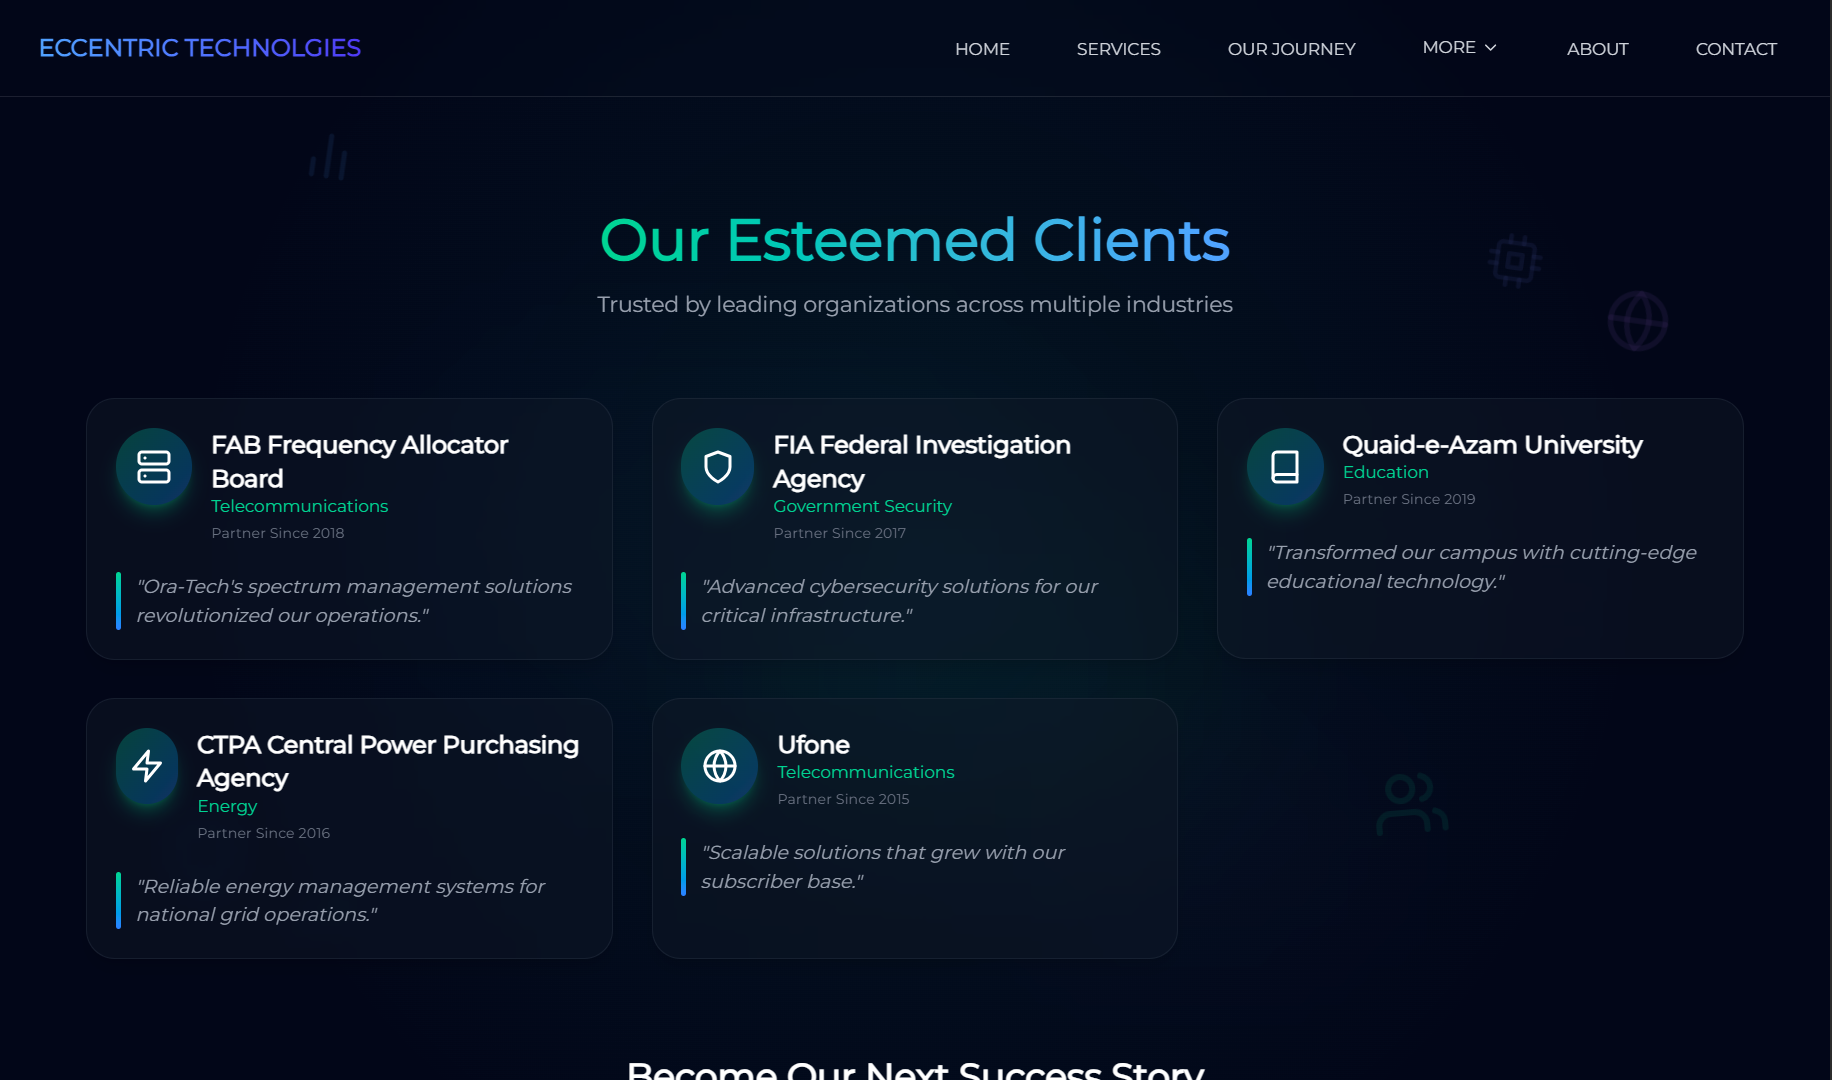 ECCENTRIC TECHNOLGIES
HOME
SERVICES
OUR JOURNEY
MORE
ABOUT
CONTACT
Our Esteemed Clients
Trusted by leading organizations across multiple industries
FAB Frequency Allocator
Board
Telecommunications
Partner Since 2018
"Ora-Tech's spectrum management solutions
revolutionized our operations."
FIA Federal Investigation
Agency
Government Security
Partner Since 2017
"Advanced cybersecurity solutions for our
critical infrastructure."
Quaid-e-Azam University
Education
Partner Since 2019
"Transformed our campus with cutting-edge
educational technology."
CTPA Central Power Purchasing
Agency
Energy
Partner Since 2016
"Reliable energy management systems for
national grid operations."
Ufone
Telecommunications
Partner Since 2015
"Scalable solutions that grew with our
subscriber base."
Become Our Next Success Story